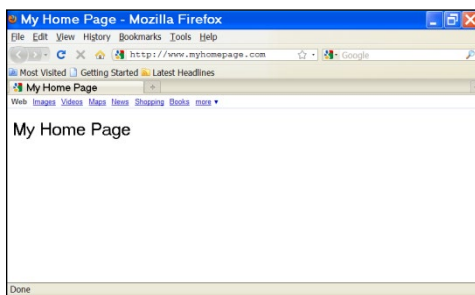 My Home Page - Mozilla Firefox
File Edit View History Bookmarks Tools Help
http://www.myhomepage.com Google
Most Visited Getting Started Latest Headlines
My Home Page
Web Images Videos Maps News Shopping Books more ▼
My Home Page
Done